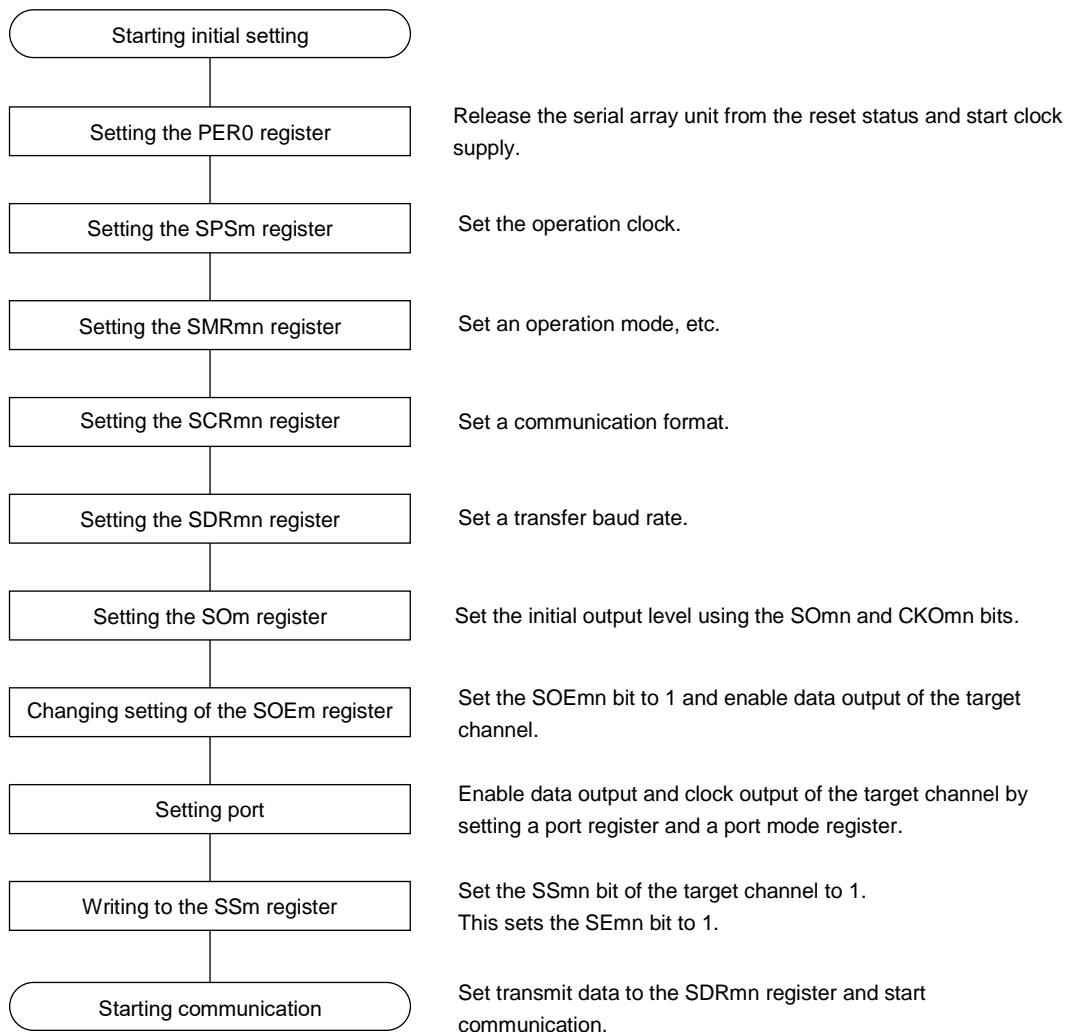 Starting initial setting
Setting the PER0 register
Release the serial array unit from the reset status and start clock
supply.
Setting the SPSm register
Set the operation clock.
Setting the SMRmn register
Set an operation mode, etc.
Setting the SCRmn register
Set a communication format.
Setting the SDRmn register
Set a transfer baud rate.
Setting the SOm register
Set the initial output level using the SOmn and CKOmn bits.
Changing setting of the SOEm register
Set the SOEmn bit to 1 and enable data output of the target
channel.
Setting port
Enable data output and clock output of the target channel by
setting a port register and a port mode register.
Writing to the SSm register
Set the SSmn bit of the target channel to 1.
This sets the SEmn bit to 1.
Starting communication
Set transmit data to the SDRmn register and start
communication.